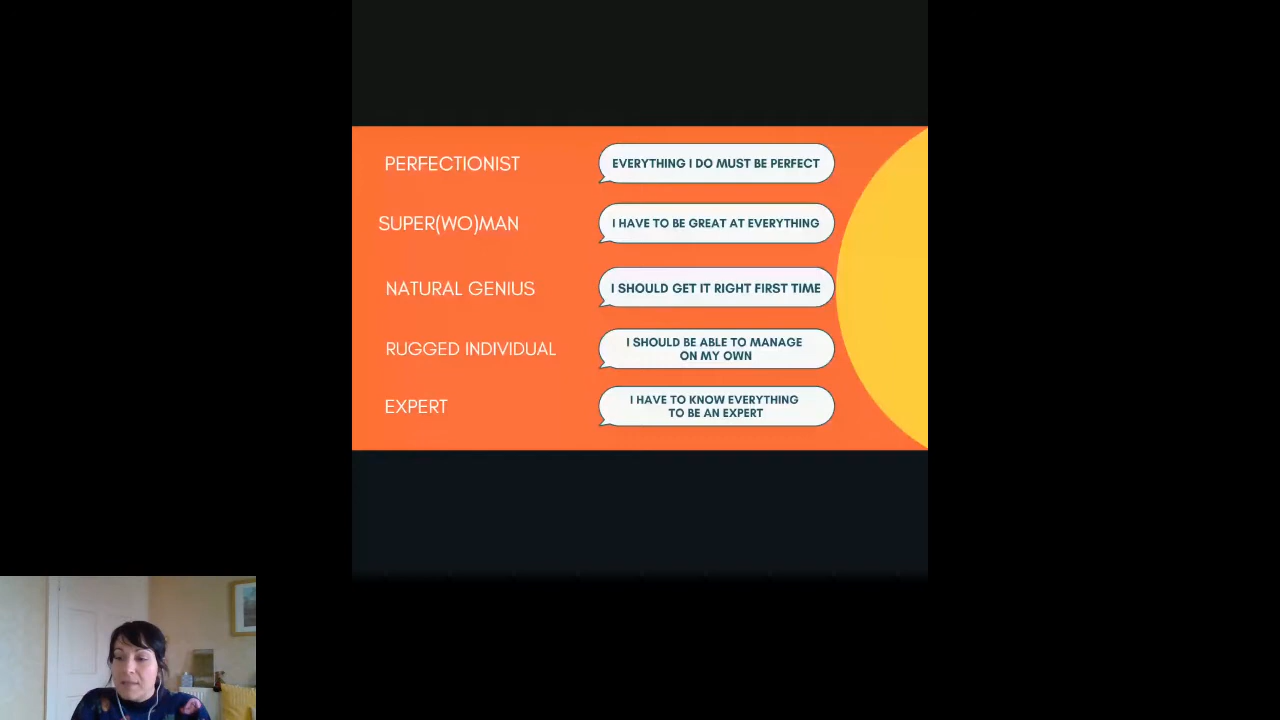 PERFECTIONIST
EVERYTHING I DO MUST BE PERFECT
SUPER(WO)MAN
I HAVE TO BE GREAT AT EVERYTHING
NATURAL GENIUS
I SHOULD GET IT RIGHT FIRST TIME
RUGGED INDIVIDUAL
I SHOULD BE ABLE TO MANAGE
ON MY OWN
EXPERT
I HAVE TO KNOW EVERYTHING
TO BE AN EXPERT